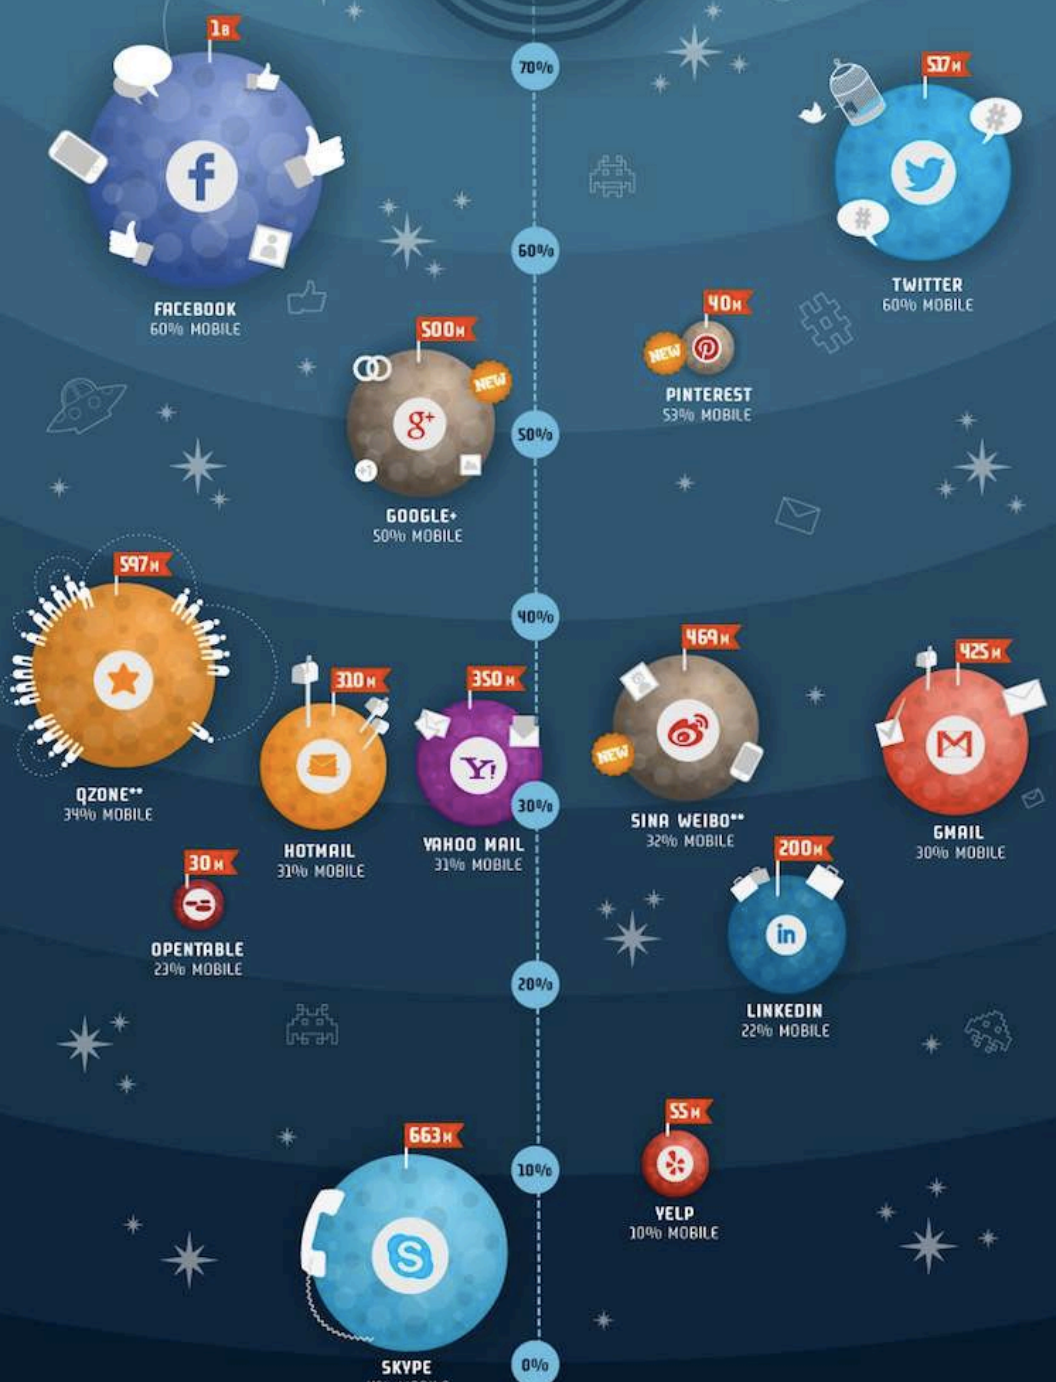 1B
70%
517M
#
#
f
FACEBOOK
60% MOBILE
60%
TWITTER
60% MOBILE
40M
NEW
PINTEREST
53% MOBILE
500M
NEW
g+
+1
50%
GOOGLE+
50% MOBILE
597M
QZONE**
34% MOBILE
40%
310M
HOTMAIL
31% MOBILE
350M
Y!
YAHOO MAIL
31% MOBILE
469M
NEW
SINA WEIBO**
32% MOBILE
425M
M
GMAIL
30% MOBILE
30%
30M
OPENTABLE
23% MOBILE
200M
in
LINKEDIN
22% MOBILE
20%
663M
S
SKYPE
10%
55M
YELP
10% MOBILE
0%